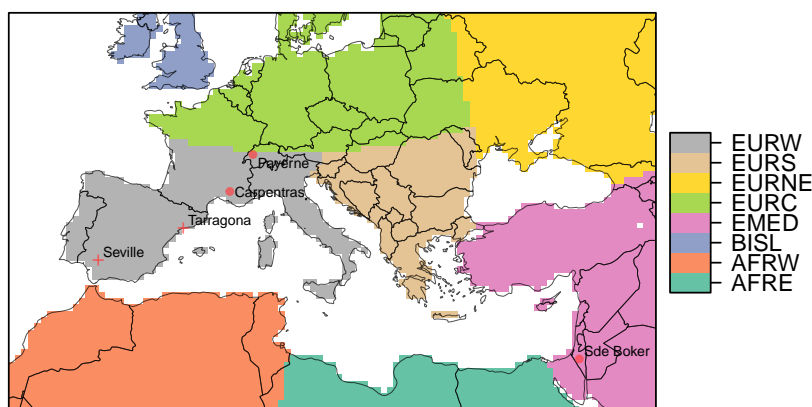 Payerne
Carpentras
Tarragona
Seville
Sde Boker
EURW
EURS
EURNE
EURC
EMED
BISL
AFRW
AFRE